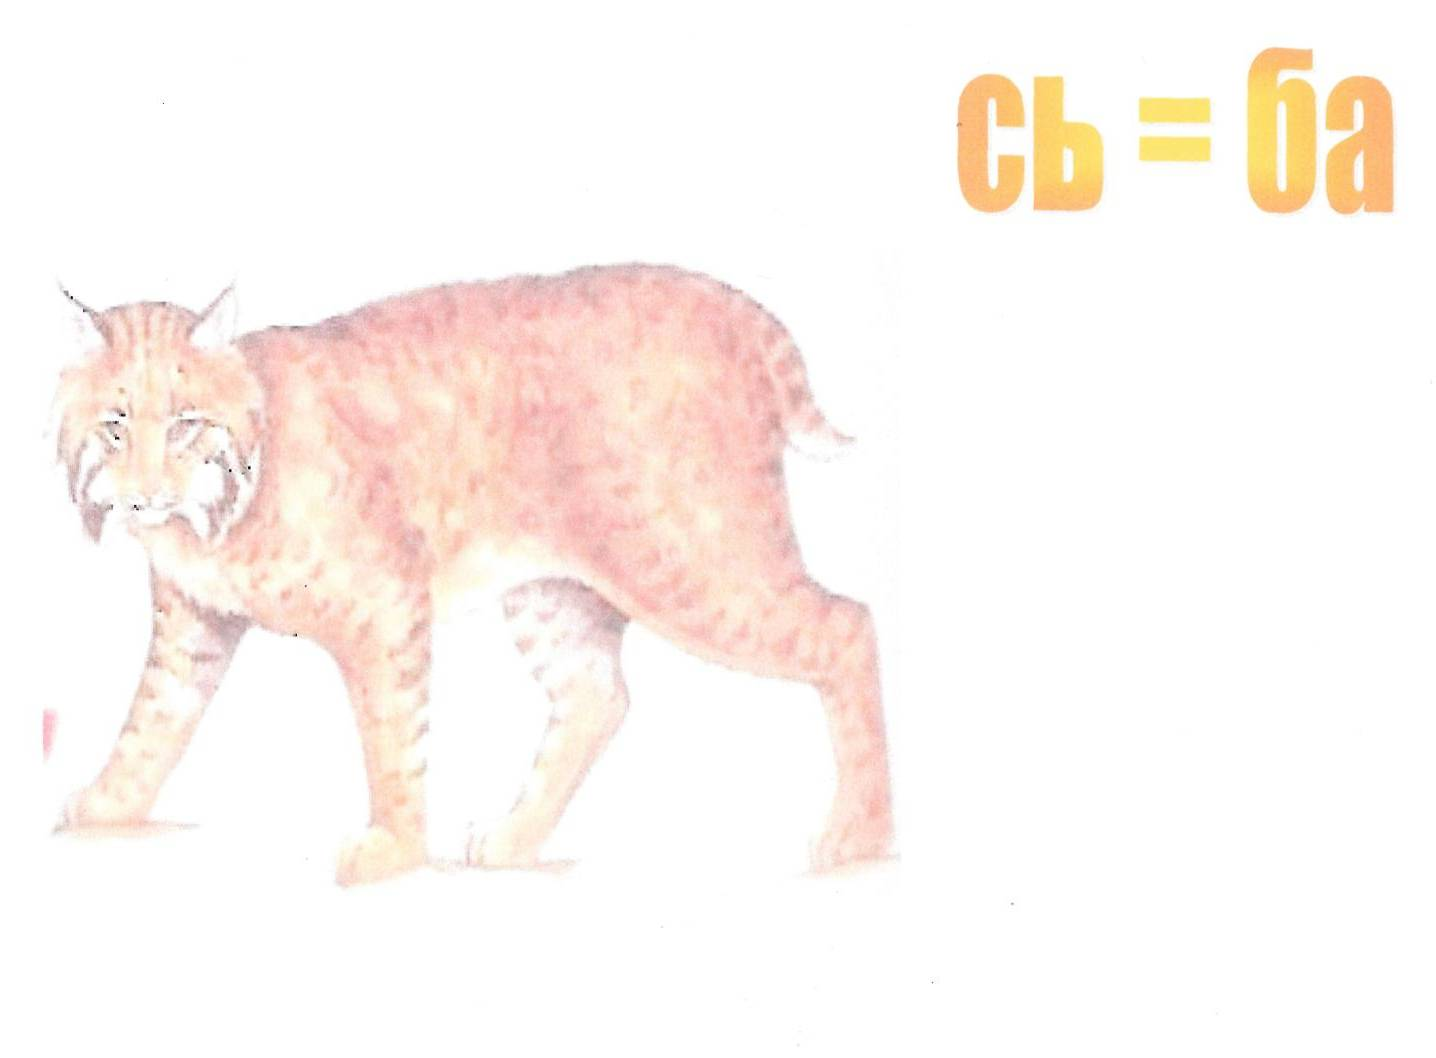 сь = ба